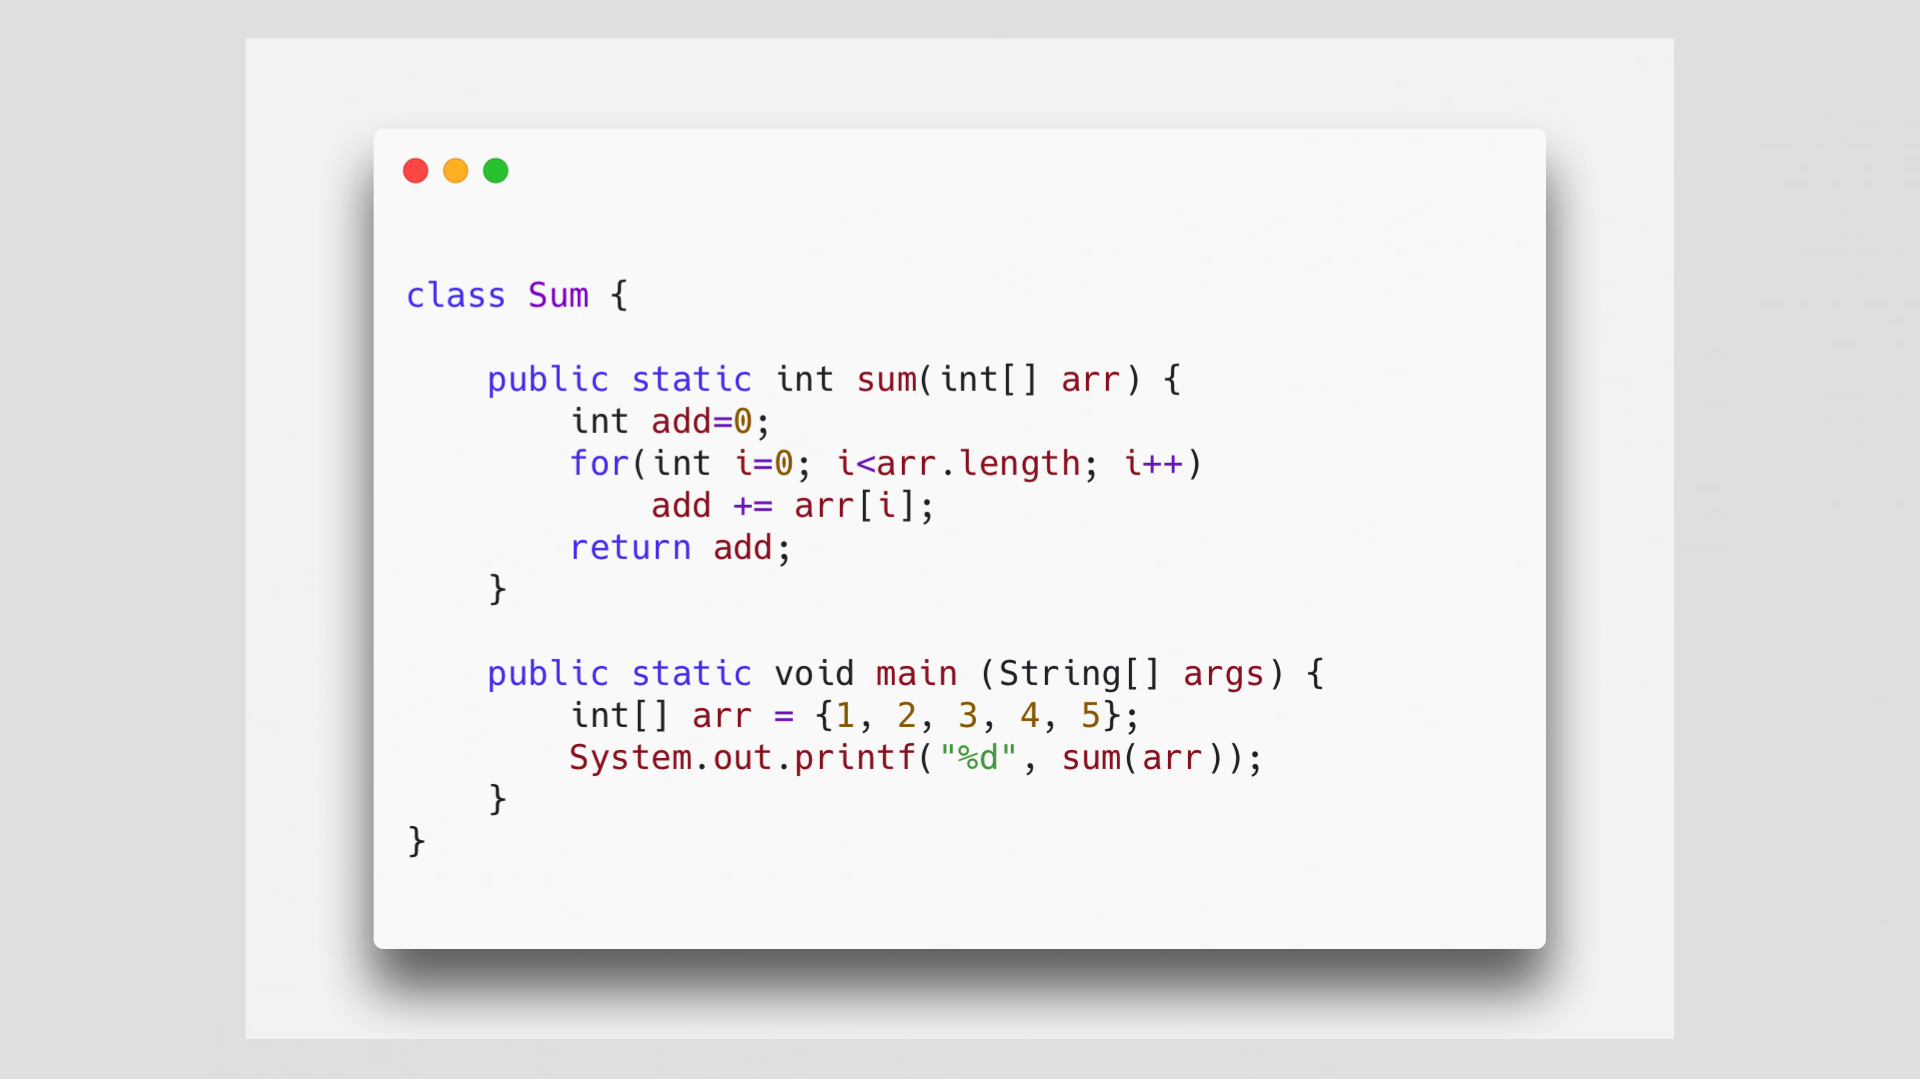 class Sum {
    public static int sum(int[] arr) {
        int add=0;
        for(int i=0; i<arr.length; i++)
            add += arr[i];
        return add;
    }
    public static void main (String[] args) {
        int[] arr = {1, 2, 3, 4, 5};
        System.out.printf("%d", sum(arr));
    }
}